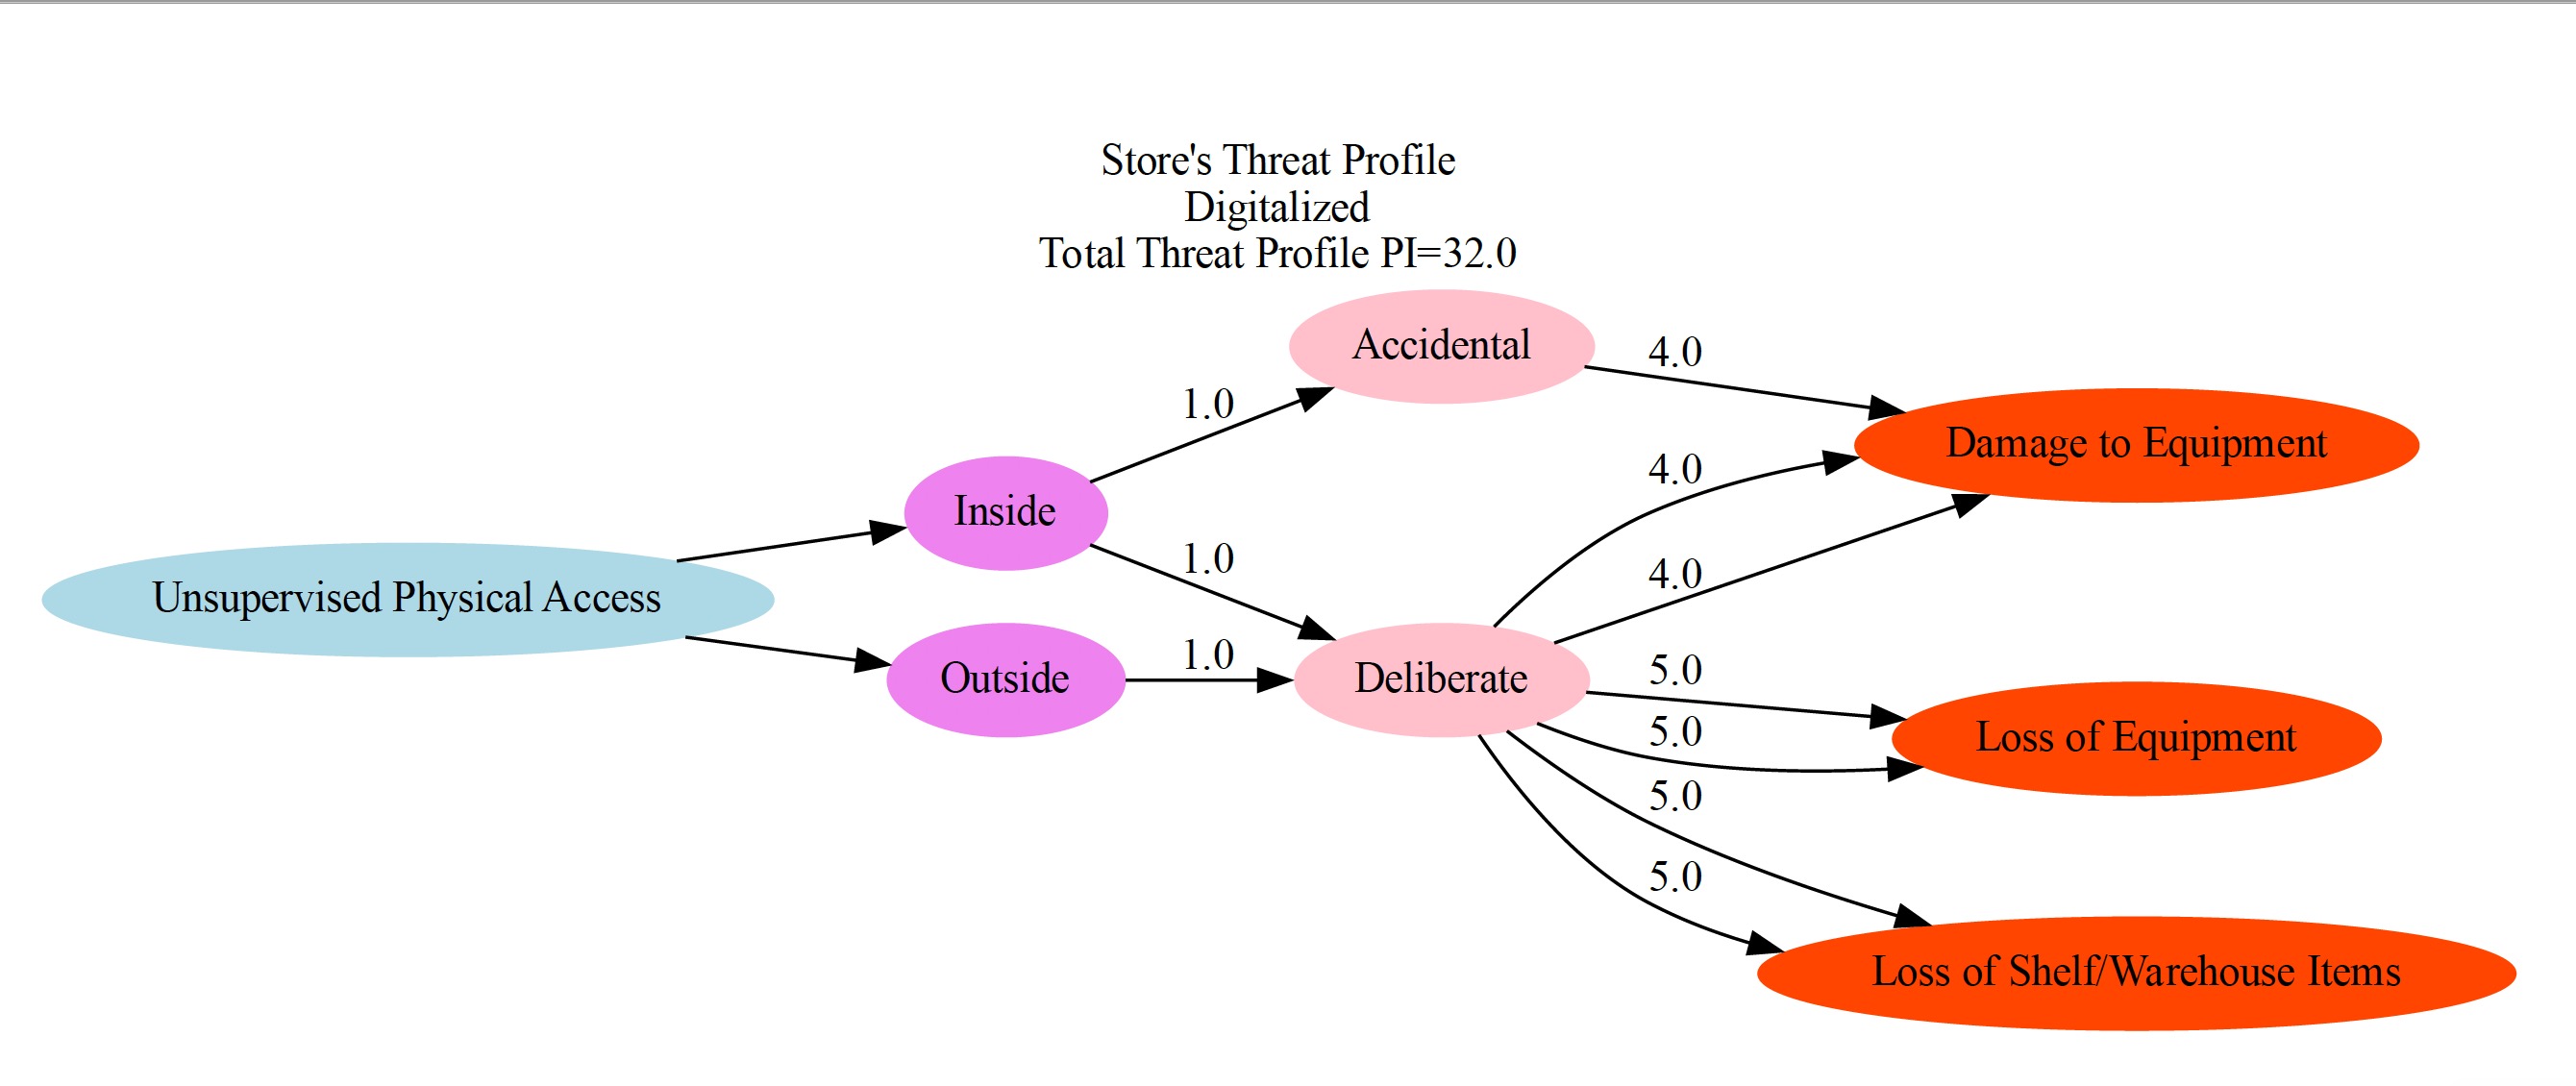 Store's Threat Profile
Digitalized
Total Threat Profile PI=32.0
Unsupervised Physical Access
Inside
Outside
1.0
1.0
1.0
Accidental
Deliberate
4.0
4.0
4.0
5.0
5.0
5.0
5.0
Damage to Equipment
Loss of Equipment
Loss of Shelf/Warehouse Items